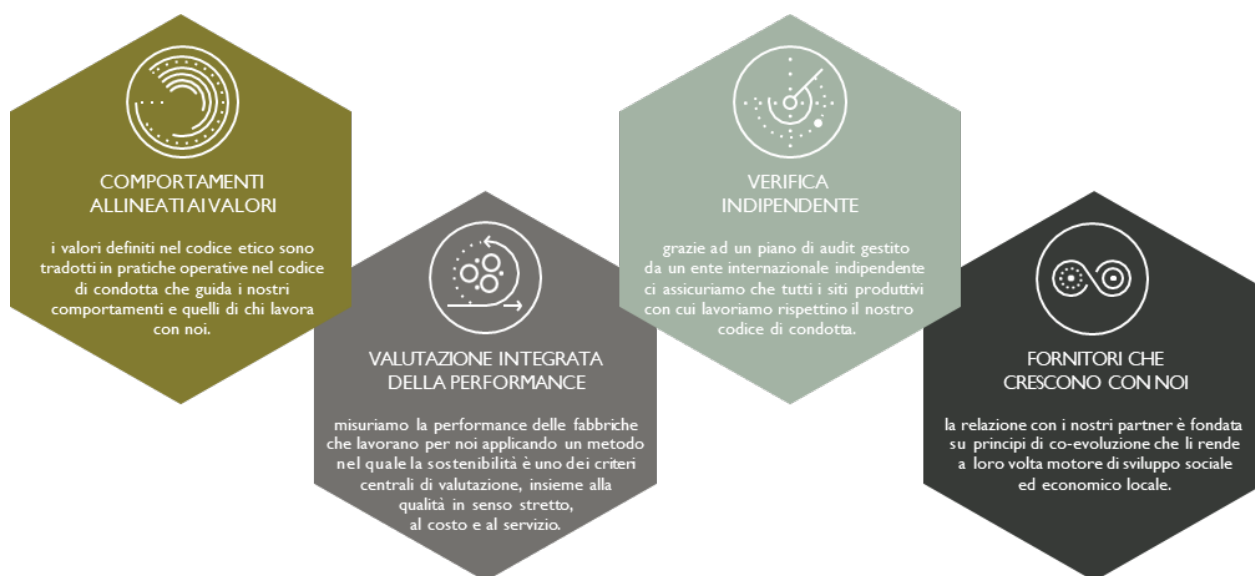 COMPORTAMENTI
ALLINEATI AI VALORI
i valori definiti nel codice etico sono
tradotti in pratiche operative nel codice
di condotta che guida i nostri
comportamenti e quelli di chi lavora
con noi.
VALUTAZIONE INTEGRATA
DELLA PERFORMANCE
misuriamo la performance delle fabbriche
che lavorano per noi applicando un metodo
nel quale la sostenibilità è uno dei criteri
centrali di valutazione, insieme alla
qualità in senso stretto,
al costo e al servizio.
VERIFICA
INDIPENDENTE
grazie ad un piano di audit gestito
da un ente internazionale indipendente
ci assicuriamo che tutti i siti produttivi
con cui lavoriamo rispettino il nostro
codice di condotta.
FORNITORI CHE
CRESCONO CON NOI
la relazione con i nostri partner è fondata
su principi di co-evoluzione che li rende
a loro volta motore di sviluppo sociale
ed economico locale.